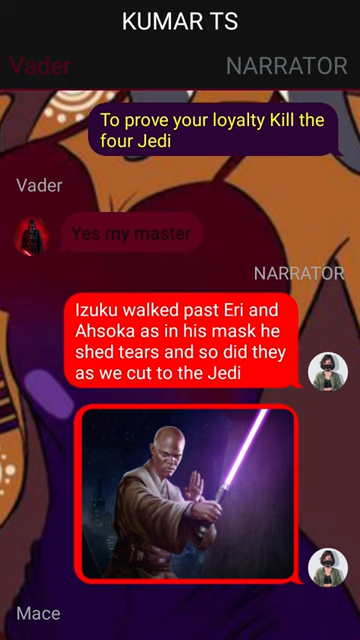 KUMAR TS
Vader
NARRATOR
To prove your loyalty Kill the
four Jedi
Vader
Yes my master
NARRATOR
Izuku walked past Eri and
Ahsoka as in his mask he
shed tears and so did they
as we cut to the Jedi
Mace